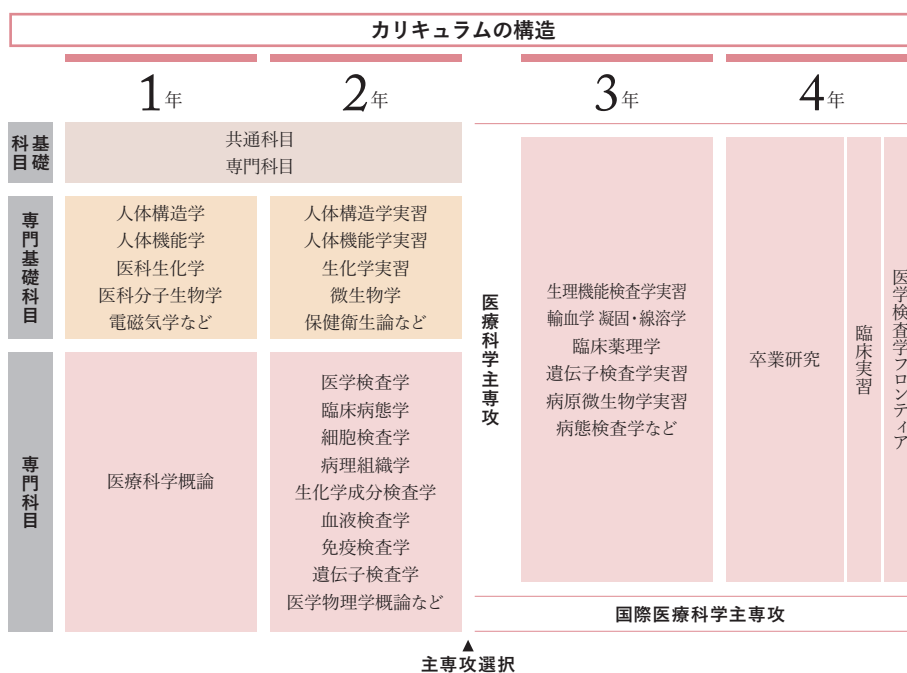 カリキュラムの構造
1年
2年
3年
4年
基礎
科目
共通科目
専門科目
専門基礎科目
人体構造学
人体機能学
医科生化学
医科分子生物学
電磁気学など
人体構造学実習
人体機能学実習
生化学実習
微生物学
保健衛生論など
専門科目
医療科学概論
医学検査学
臨床病態学
細胞検査学
病理組織学
生化学成分検査学
血液検査学
免疫検査学
遺伝子検査学
医学物理学概論など
医療科学主専攻
生理機能検査学実習
輸血学 凝固・線溶学
臨床薬理学
遺伝子検査学実習
病原微生物学実習
病態検査学など
卒業研究
臨床実習
医学検査学フロンティア
国際医療科学主専攻
▲
主専攻選択